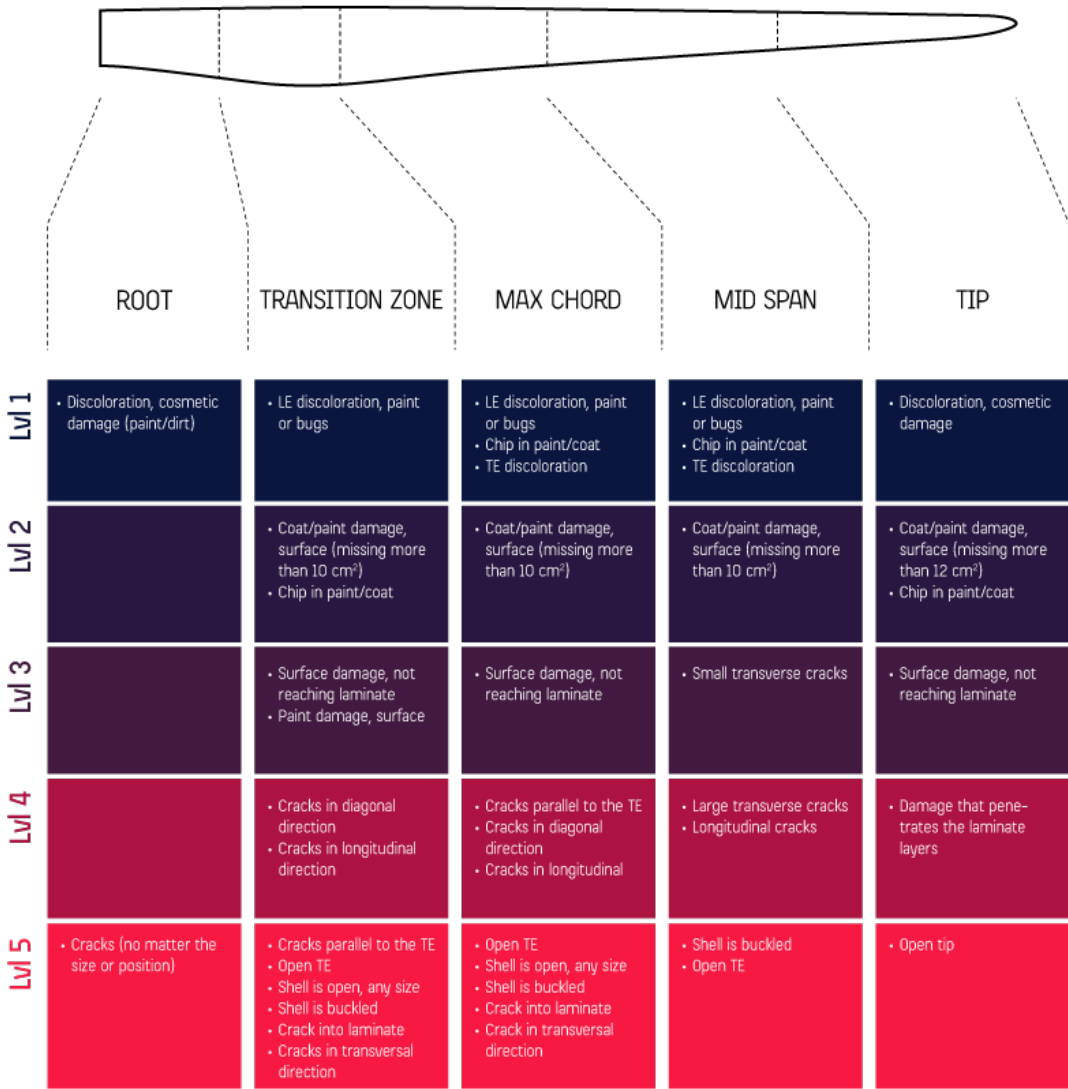 ROOT
TRANSITION ZONE
MAX CHORD
MID SPAN
TIP
Lvl 1
• Discoloration, cosmetic
damage (paint/dirt)
• LE discoloration, paint
or bugs
• LE discoloration, paint
or bugs
• Chip in paint/coat
• TE discoloration
• LE discoloration, paint
or bugs
• Chip in paint/coat
• TE discoloration
• Discoloration, cosmetic
damage
Lvl 2
• Coat/paint damage,
surface (missing more
than 10 cm²)
• Chip in paint/coat
• Coat/paint damage,
surface (missing more
than 10 cm²)
• Coat/paint damage,
surface (missing more
than 10 cm²)
• Coat/paint damage,
surface (missing more
than 12 cm²)
• Chip in paint/coat
Lvl 3
• Surface damage, not
reaching laminate
• Paint damage, surface
• Surface damage, not
reaching laminate
• Small transverse cracks
• Surface damage, not
reaching laminate
Lvl 4
• Cracks in diagonal
direction
• Cracks in longitudinal
direction
• Cracks parallel to the TE
• Cracks in diagonal
direction
• Cracks in longitudinal
• Large transverse cracks
• Longitudinal cracks
• Damage that pene-
trates the laminate
layers
Lvl 5
• Cracks (no matter the
size or position)
• Cracks parallel to the TE
• Open TE
• Shell is open, any size
• Shell is buckled
• Crack into laminate
• Cracks in transversal
direction
• Open TE
• Shell is open, any size
• Shell is buckled
• Crack into laminate
• Crack in transversal
direction
• Shell is buckled
• Open TE
• Open tip